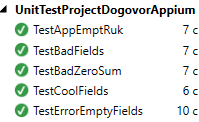 UnitTestProjectDogovorAppium
TestAppEmptRuk 7 c
TestBadFields 7 c
TestBadZeroSum 7 c
TestCoolFields 6 c
TestErrorEmptyFields 10 c